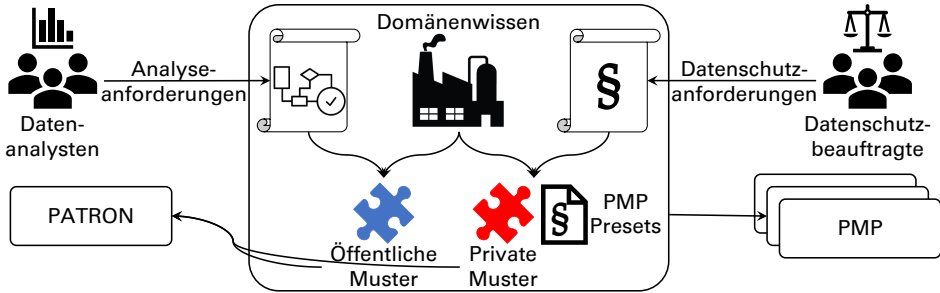 Domänenwissen
Analyse-
anforderungen
Datenschutz-
anforderungen
§
Daten-
analysten
Datenschutz-
beauftragte
PATRON
Öffentliche
Muster
Private
Muster
§
PMP
Presets
PMP